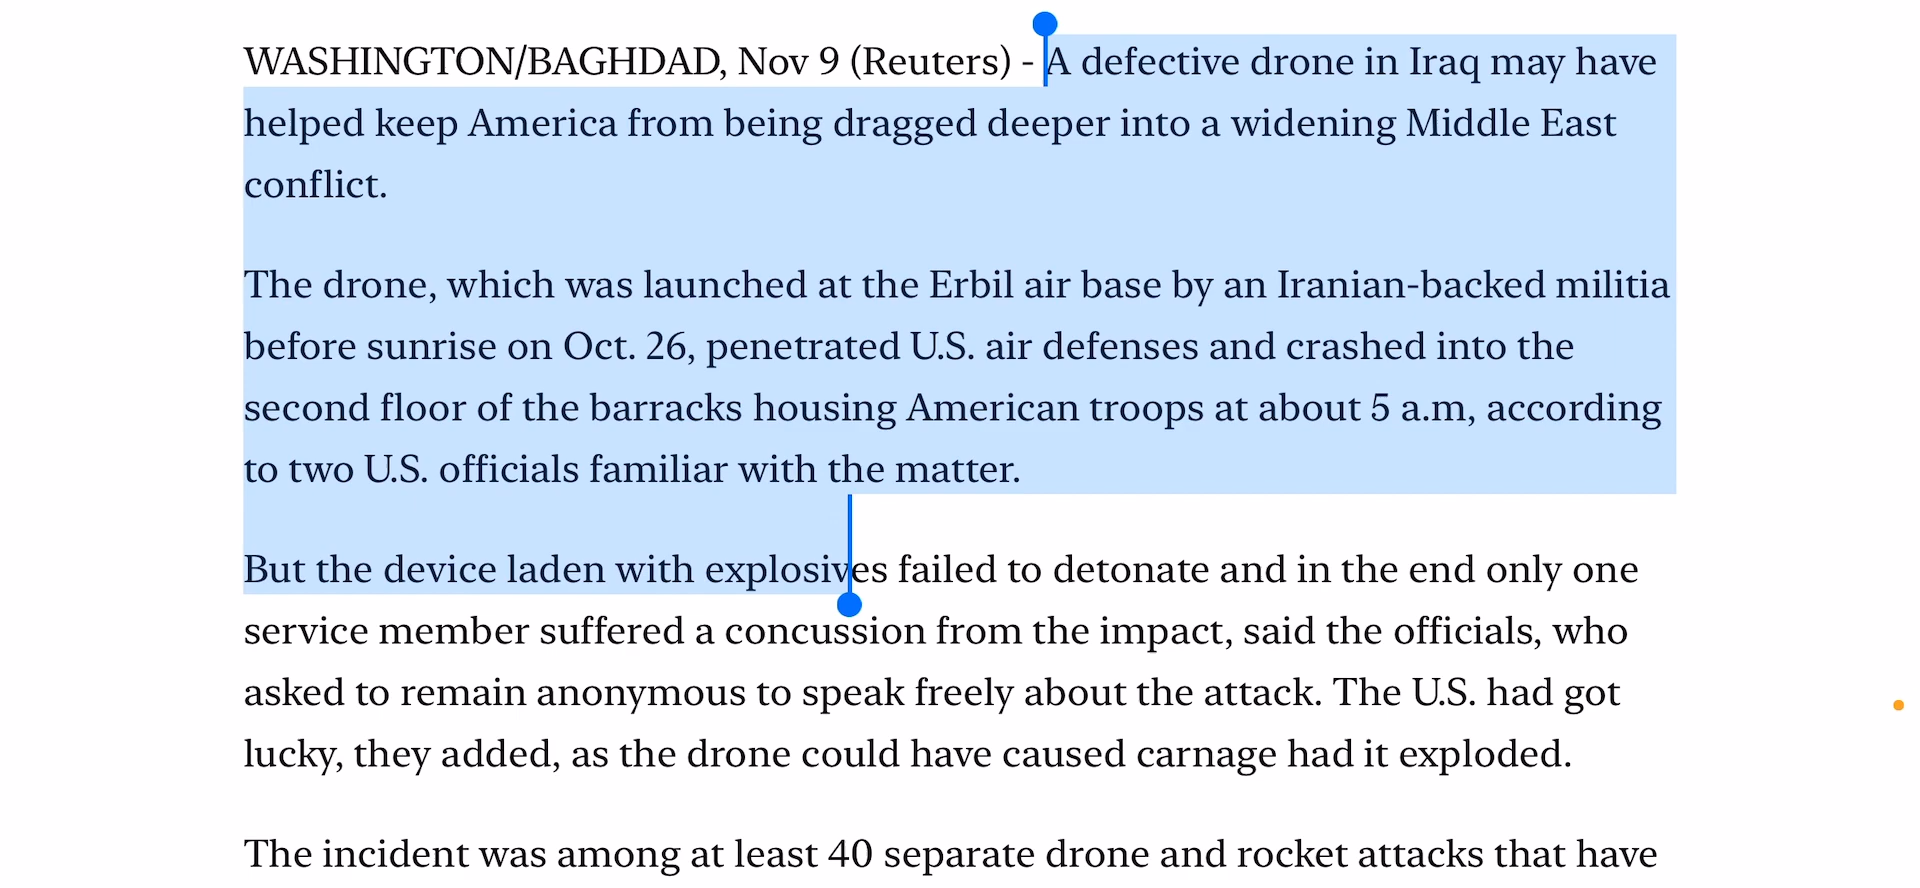 WASHINGTON/BAGHDAD, Nov 9 (Reuters) - A defective drone in Iraq may have
helped keep America from being dragged deeper into a widening Middle East
conflict.
The drone, which was launched at the Erbil air base by an Iranian-backed militia
before sunrise on Oct. 26, penetrated U.S. air defenses and crashed into the
second floor of the barracks housing American troops at about 5 a.m, according
to two U.S. officials familiar with the matter.
But the device laden with explosives failed to detonate and in the end only one
service member suffered a concussion from the impact, said the officials, who
asked to remain anonymous to speak freely about the attack. The U.S. had got
lucky, they added, as the drone could have caused carnage had it exploded.
The incident was among at least 40 separate drone and rocket attacks that have